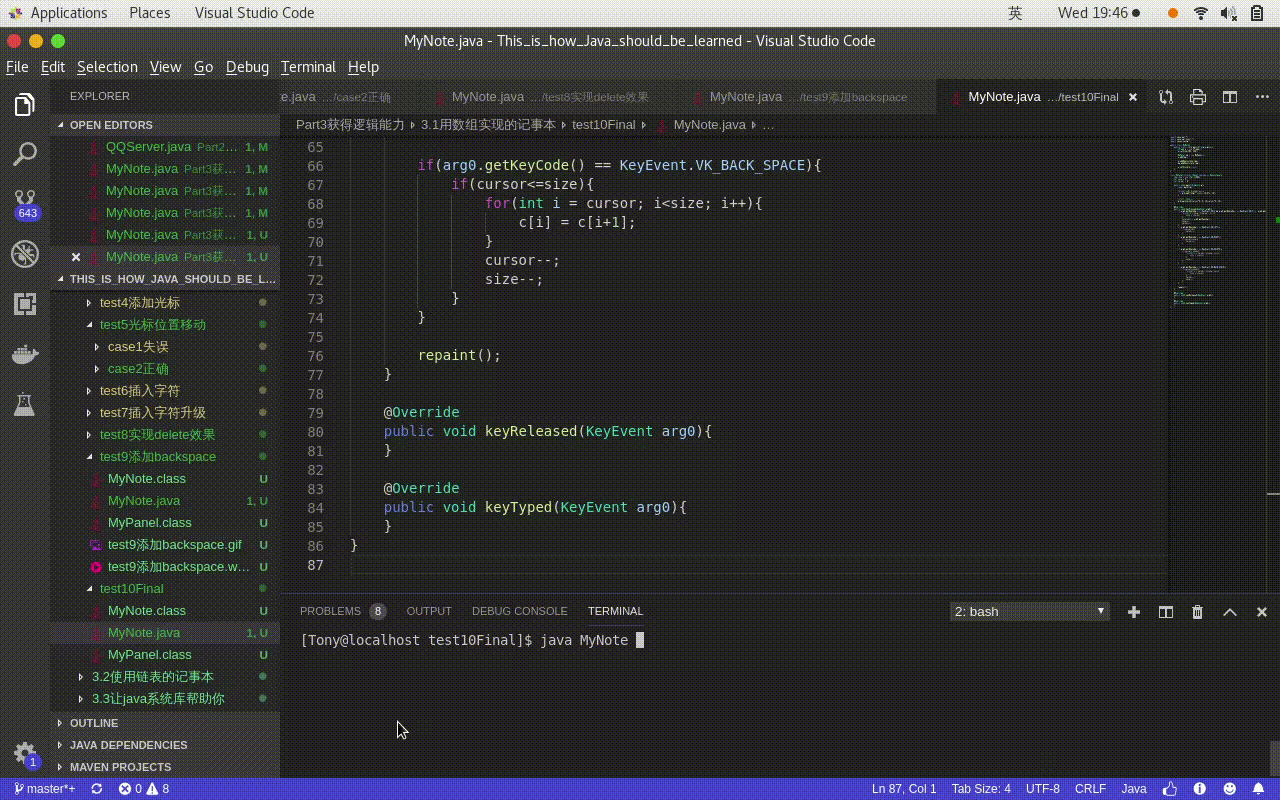 Applications Places Visual Studio Code 英 Wed 19:46
MyNote.java - This_is_how_Java_should_be_learned - Visual Studio Code
File Edit Selection View Go Debug Terminal Help
EXPLORER
e.java …/case2正确 MyNote.java …/test8实现delete效果 MyNote.java …/test9添加backspace MyNote.java …/test10Final
OPEN EDITORS
Part3获得逻辑能力 3.1用数组实现的记事本 test10Final MyNote.java …
QQServer.java Part2… 1, M
MyNote.java Part3获… 1, M
MyNote.java Part3获… 1, M
MyNote.java Part3获… 1, M
MyNote.java Part3获… 1, U
MyNote.java Part3获… 1, U
643
THIS_IS_HOW_JAVA_SHOULD_BE_L…
test4添加光标
test5光标位置移动
case1失误
case2正确
test6插入字符
test7插入字符升级
test8实现delete效果
test9添加backspace
MyNote.class U
MyNote.java 1, U
MyPanel.class U
test9添加backspace.gif U
test9添加backspace.w… U
test10Final
MyNote.class U
MyNote.java 1, U
MyPanel.class U
3.2使用链表的记事本
3.3让java系统库帮助你
OUTLINE
JAVA DEPENDENCIES
MAVEN PROJECTS
1
65
66 if(arg0.getKeyCode() == KeyEvent.VK_BACK_SPACE){
67 if(cursor<=size){
68 for(int i = cursor; i<size; i++){
69 c[i] = c[i+1];
70 }
71 cursor--;
72 size--;
73 }
74 }
75
76 repaint();
77 }
78
79 @Override
80 public void keyReleased(KeyEvent arg0){
81 }
82
83 @Override
84 public void keyTyped(KeyEvent arg0){
85 }
86 }
87
PROBLEMS 8 OUTPUT DEBUG CONSOLE TERMINAL 2: bash
[Tony@localhost test10Final]$ java MyNote
master*+ 0 8 Ln 87, Col 1 Tab Size: 4 UTF-8 CRLF Java